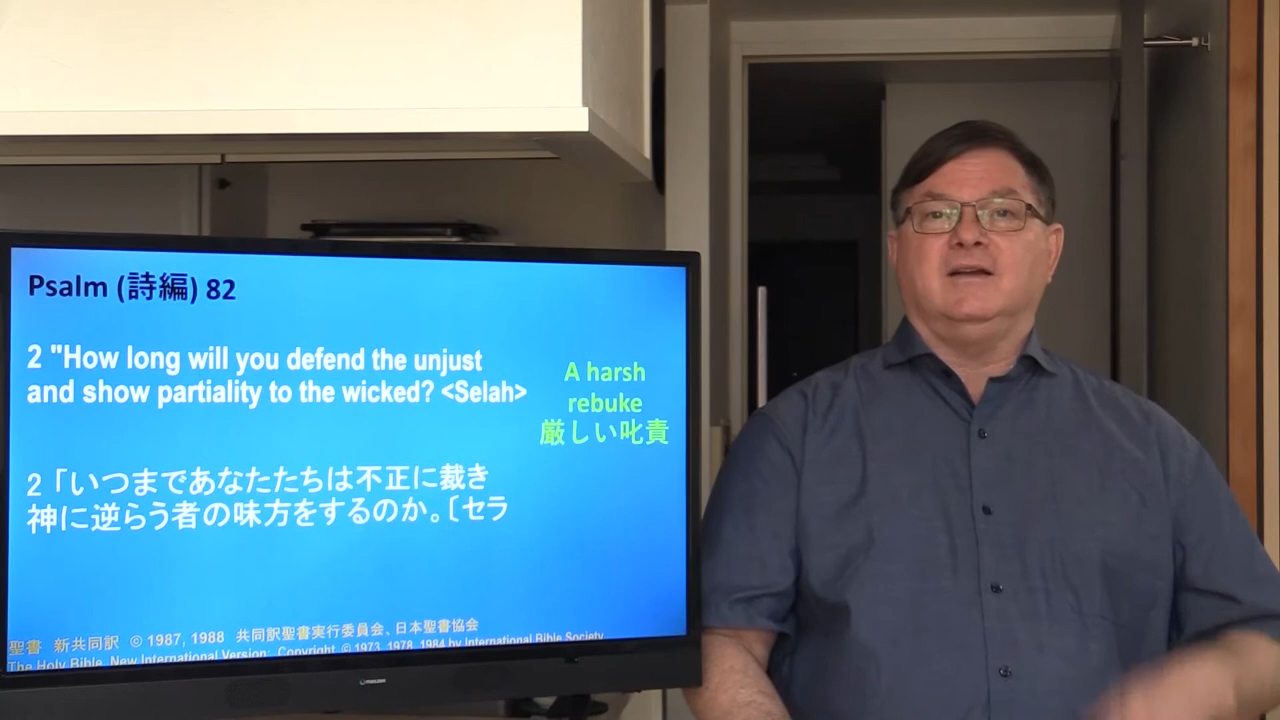 Psalm (詩編) 82
2 "How long will you defend the unjust
and show partiality to the wicked? <Selah>
A harsh
rebuke
厳しい叱責
2「いつまであなたたちは不正に裁き
神に逆らう者の味方をするのか。〔セラ
聖書 新共同訳 © 1987, 1988 共同訳聖書実行委員会、日本聖書協会
The Holy Bible, New International Version: Copyright © 1973, 1978, 1984 by International Bible Society